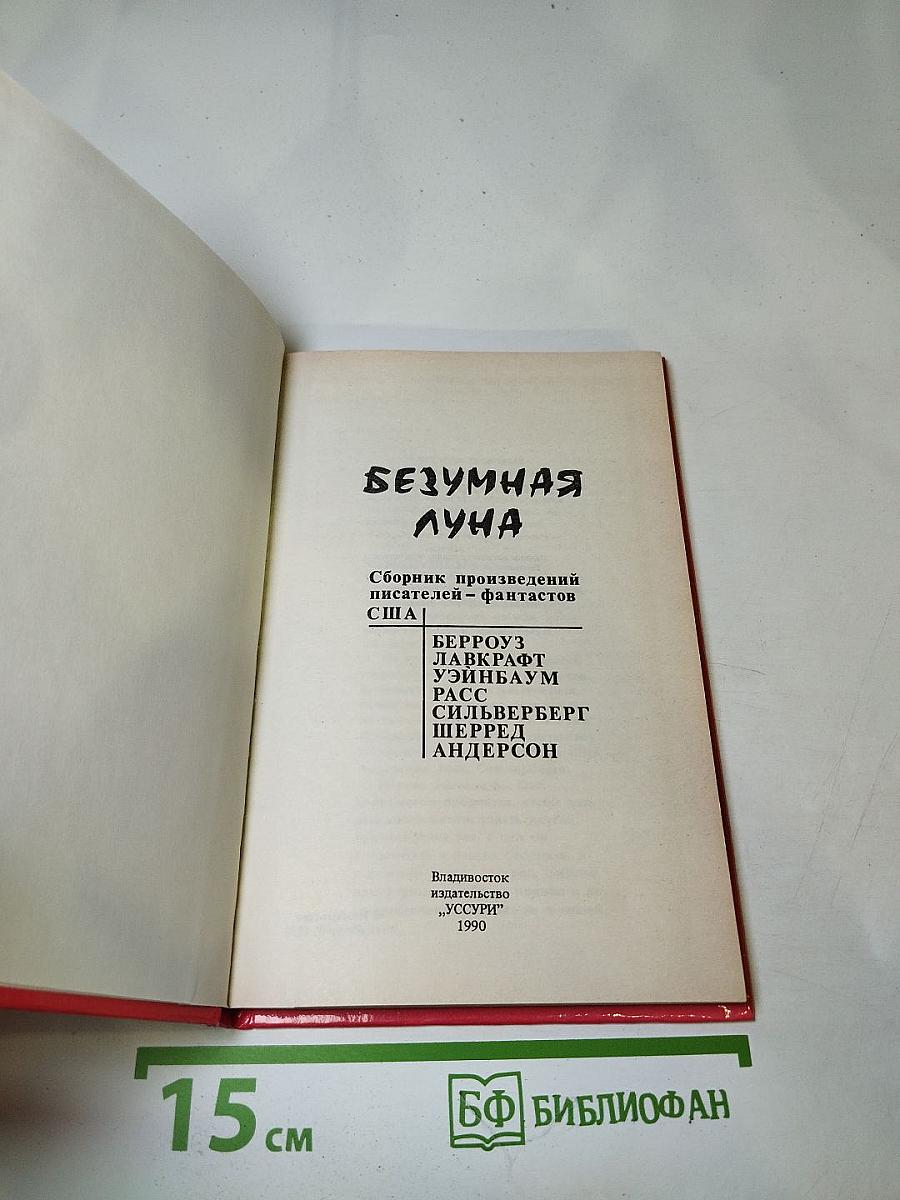 БЕЗУМНАЯ
ЛУНА
Сборник произведений
писателей – фантастов
США
БЕРРОУЗ
ЛАВКРАФТ
УЭЙНБАУМ
РАСС
СИЛЬВЕРБЕРГ
ШЕРРЕД
АНДЕРСОН
Владивосток
издательство
„УССУРИ”
1990
15 см
БФ БИБЛИОФАН